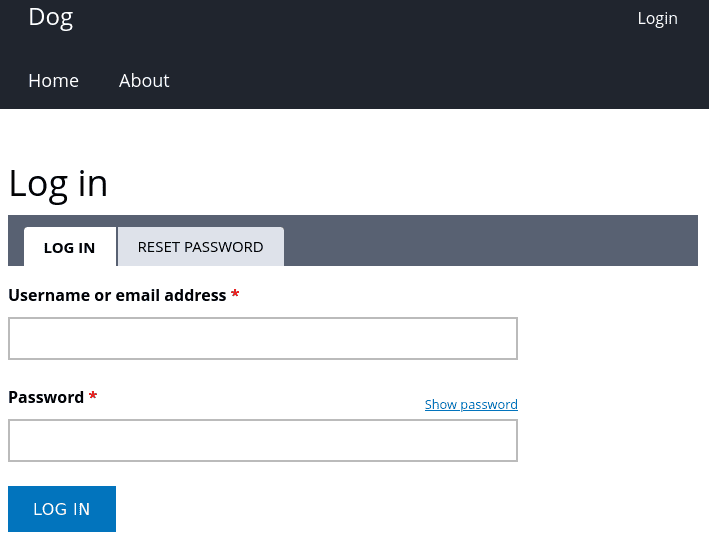 Dog
Login
Home About
Log in
LOG IN RESET PASSWORD
Username or email address *
Password *
Show password
LOG IN